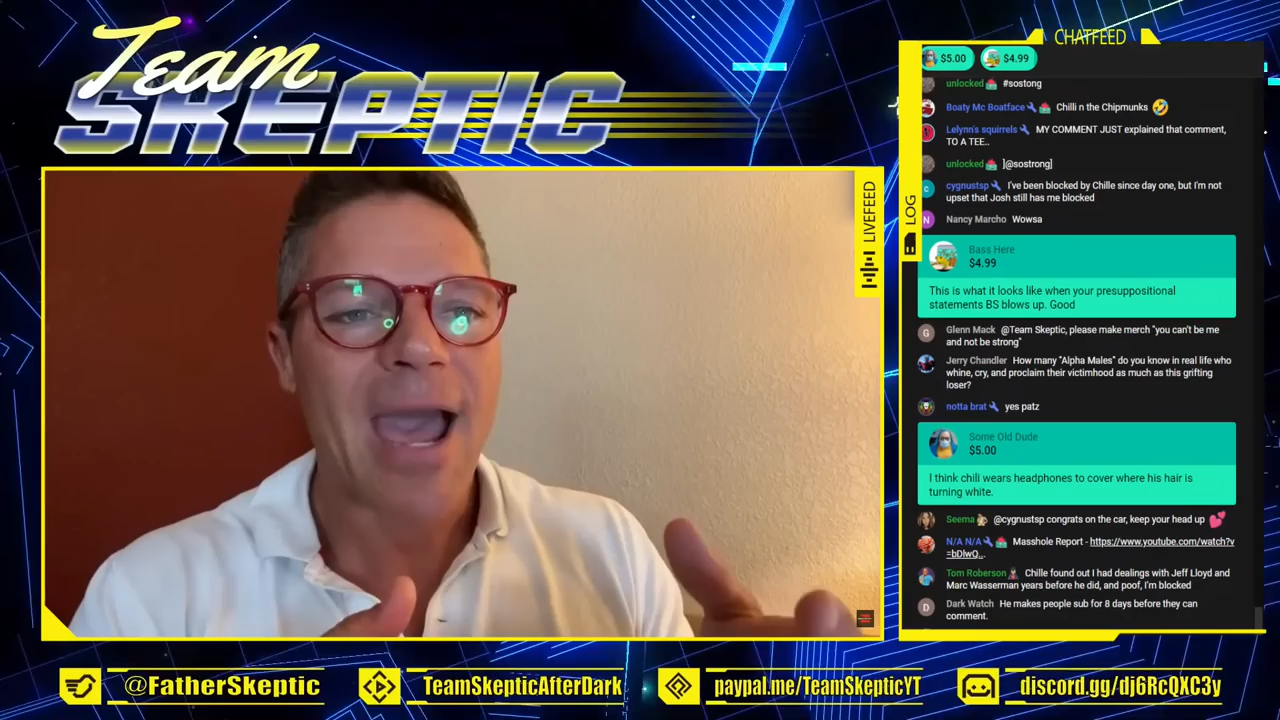 Team
SKEPTIC
CHATFEED
LIVEFEED
LOG
$5.00 $4.99
unlocked #sostong
Boaty Mc Boatface Chilli n the Chipmunks
Lelynn's squirrels MY COMMENT JUST explained that comment,
TO A TEE..
unlocked ]@sostrong]
cygnustsp I've been blocked by Chille since day one, but I'm not
upset that Josh still has me blocked
Nancy Marcho Wowsa
Bass Here
$4.99
This is what it looks like when your presuppositional
statements BS blows up. Good
Glenn Mack @Team Skeptic, please make merch "you can't be me
and not be strong"
Jerry Chandler How many "Alpha Males" do you know in real life who
whine, cry, and proclaim their victimhood as much as this grifting
loser?
notta brat yes patz
Some Old Dude
$5.00
I think chili wears headphones to cover where his hair is
turning white.
Seema @cygnustsp congrats on the car, keep your head up
N/A N/A Masshole Report - https://www.youtube.com/watch?v
=bDlwQ..
Tom Roberson Chille found out I had dealings with Jeff Lloyd and
Marc Wasserman years before he did, and poof, I'm blocked
Dark Watch He makes people sub for 8 days before they can
comment.
@FatherSkeptic TeamSkepticAfterDark paypal.me/TeamSkepticYT discord.gg/dj6RcQXC3v